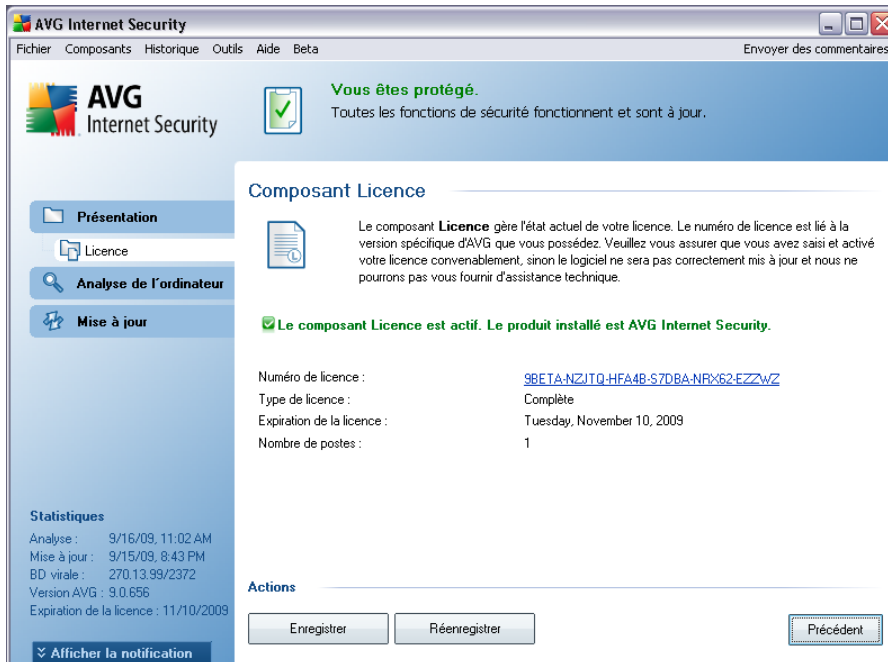 AVG Internet Security
Fichier Composants Historique Outils Aide Beta
Envoyer des commentaires
AVG
Internet Security
Vous êtes protégé.
Toutes les fonctions de sécurité fonctionnent et sont à jour.
Présentation
Licence
Analyse de l'ordinateur
Mise à jour
Composant Licence
Le composant Licence gère l'état actuel de votre licence. Le numéro de licence est lié à la
version spécifique d'AVG que vous possédez. Veuillez vous assurer que vous avez saisi et activé
votre licence convenablement, sinon le logiciel ne sera pas correctement mis à jour et nous ne
pourrons pas vous fournir d'assistance technique.
Le composant Licence est actif. Le produit installé est AVG Internet Security.
Numéro de licence : 9BETA-NZJTQ-HFA4B-S7DBA-NRX62-EZZWZ
Type de licence : Complète
Expiration de la licence : Tuesday, November 10, 2009
Nombre de postes : 1
Statistiques
Analyse : 9/16/09, 11:02 AM
Mise à jour : 9/15/09, 8:43 PM
BD virale : 270.13.99/2372
Version AVG : 9.0.656
Expiration de la licence : 11/10/2009
Afficher la notification
Actions
Enregistrer
Réenregistrer
Précédent